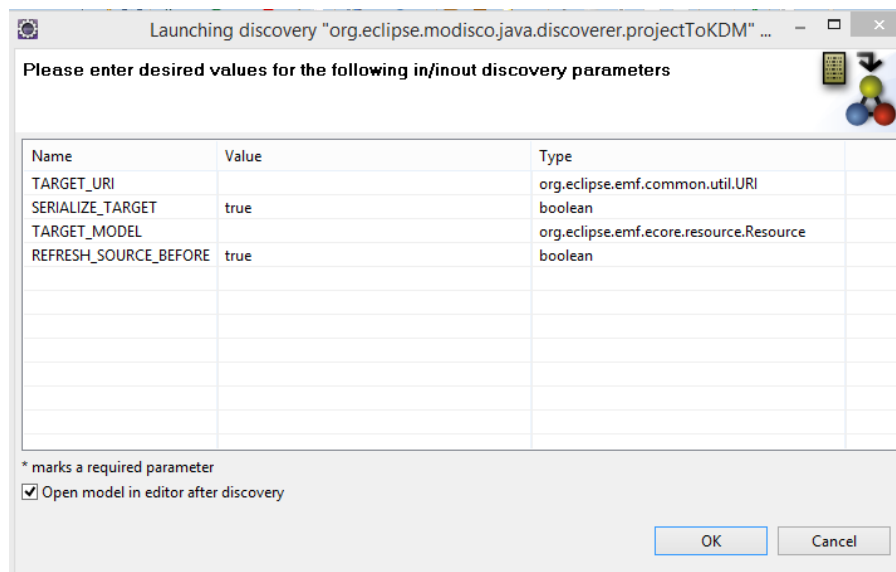 Launching discovery "org.eclipse.modisco.java.discoverer.projectToKDM" ...
Please enter desired values for the following in/inout discovery parameters
Name Value Type
TARGET_URI org.eclipse.emf.common.util.URI
SERIALIZE_TARGET true boolean
TARGET_MODEL org.eclipse.emf.ecore.resource.Resource
REFRESH_SOURCE_BEFORE true boolean
* marks a required parameter
Open model in editor after discovery
OK Cancel